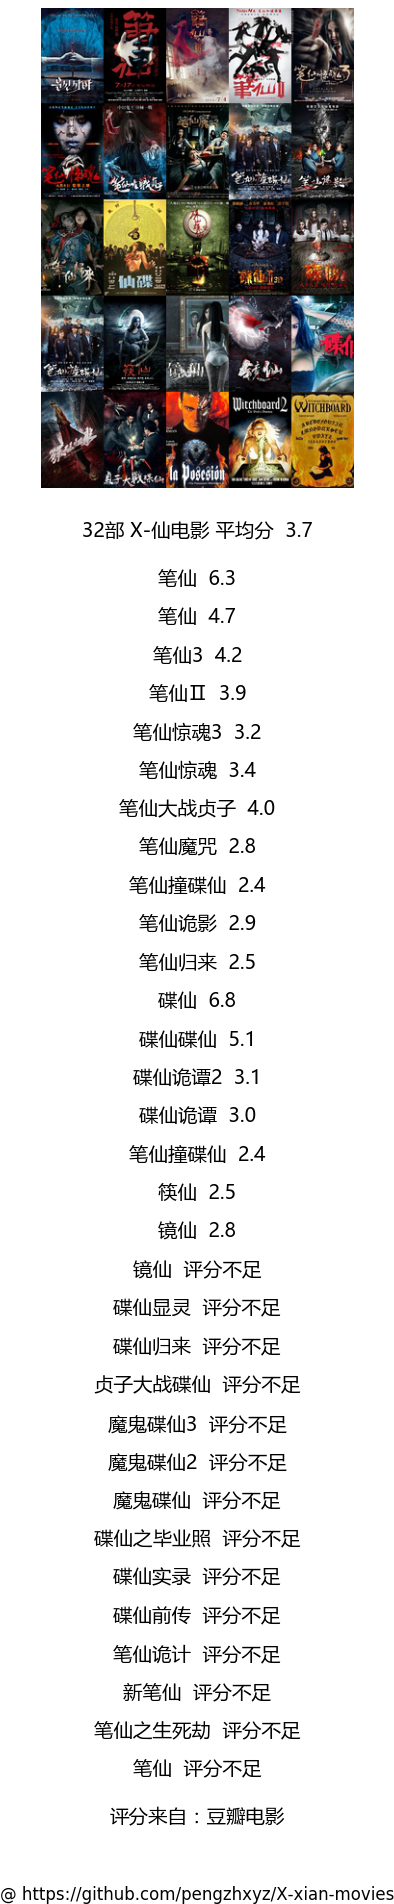 Witchboard 2
WITCHBOARD
la Posesión
32部 X-仙电影 平均分 3.7
笔仙 6.3
笔仙 4.7
笔仙3 4.2
笔仙Ⅱ 3.9
笔仙惊魂3 3.2
笔仙惊魂 3.4
笔仙大战贞子 4.0
笔仙魔咒 2.8
笔仙撞碟仙 2.4
笔仙诡影 2.9
笔仙归来 2.5
碟仙 6.8
碟仙碟仙 5.1
碟仙诡谭2 3.1
碟仙诡谭 3.0
笔仙撞碟仙 2.4
筷仙 2.5
镜仙 2.8
镜仙 评分不足
碟仙显灵 评分不足
碟仙归来 评分不足
贞子大战碟仙 评分不足
魔鬼碟仙3 评分不足
魔鬼碟仙2 评分不足
魔鬼碟仙 评分不足
碟仙之毕业照 评分不足
碟仙实录 评分不足
碟仙前传 评分不足
笔仙诡计 评分不足
新笔仙 评分不足
笔仙之生死劫 评分不足
笔仙 评分不足
评分来自：豆瓣电影
@ https://github.com/pengzhxyz/X-xian-movies